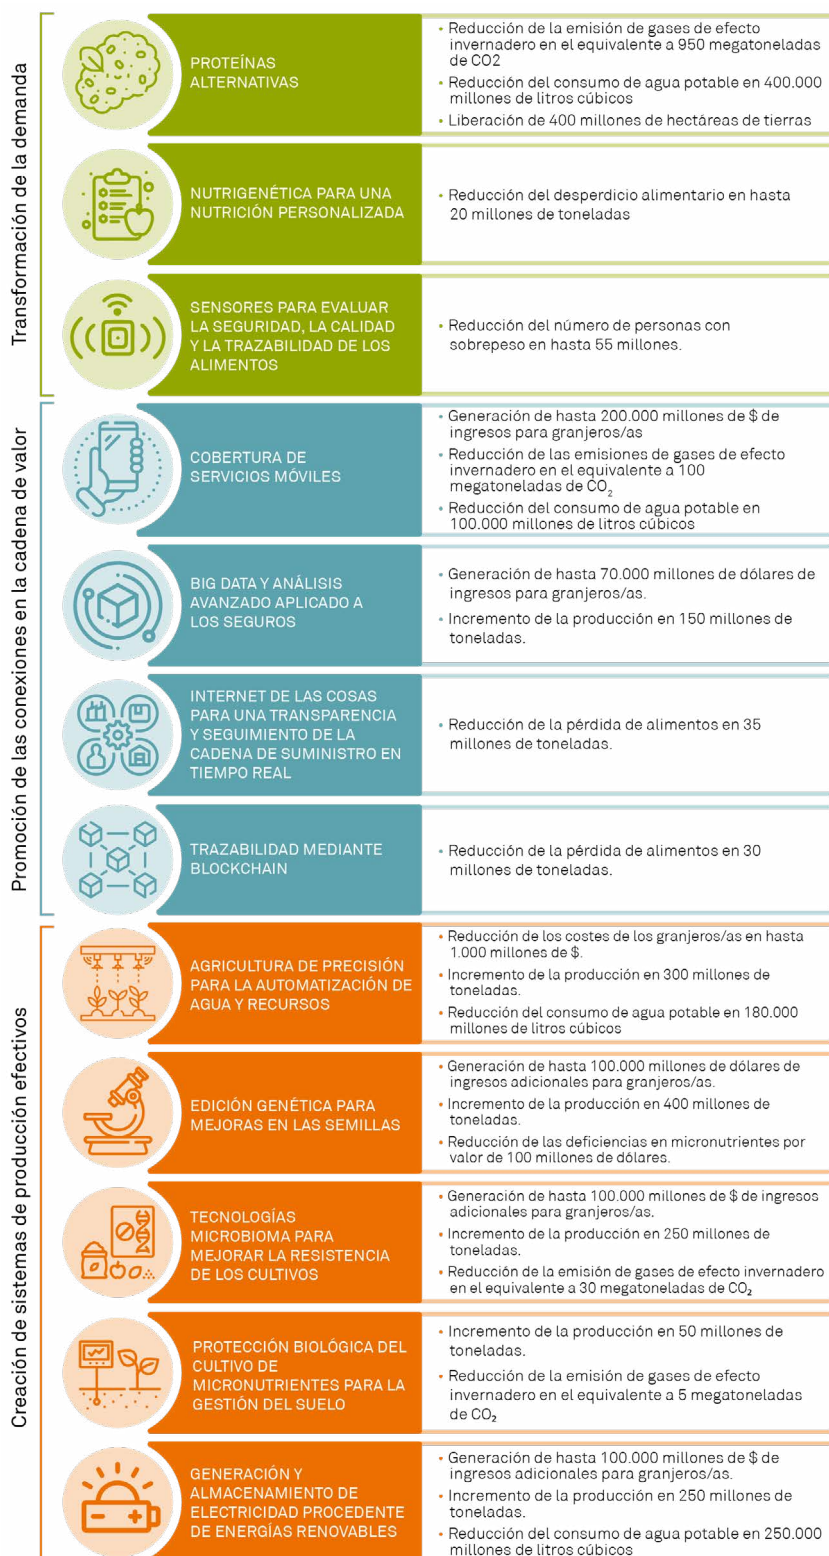 Transformación de la demanda
PROTEÍNAS
ALTERNATIVAS
• Reducción de la emisión de gases de efecto
invernadero en el equivalente a 950 megatoneladas
de CO2
• Reducción del consumo de agua potable en 400.000
millones de litros cúbicos
• Liberación de 400 millones de hectáreas de tierras
NUTRIGENÉTICA PARA UNA
NUTRICIÓN PERSONALIZADA
• Reducción del desperdicio alimentario en hasta
20 millones de toneladas
SENSORES PARA EVALUAR
LA SEGURIDAD, LA CALIDAD
Y LA TRAZABILIDAD DE LOS
ALIMENTOS
• Reducción del número de personas con
sobrepeso en hasta 55 millones.
Promoción de las conexiones en la cadena de valor
COBERTURA DE
SERVICIOS MÓVILES
• Generación de hasta 200.000 millones de $ de
ingresos para granjeros/as
• Reducción de las emisiones de gases de efecto
invernadero en el equivalente a 100
megatoneladas de CO₂
• Reducción del consumo de agua potable en
100.000 millones de litros cúbicos
BIG DATA Y ANÁLISIS
AVANZADO APLICADO A
LOS SEGUROS
• Generación de hasta 70.000 millones de dólares de
ingresos para granjeros/as.
• Incremento de la producción en 150 millones de
toneladas.
INTERNET DE LAS COSAS
PARA UNA TRANSPARENCIA
Y SEGUIMIENTO DE LA
CADENA DE SUMINISTRO EN
TIEMPO REAL
• Reducción de la pérdida de alimentos en 35
millones de toneladas.
TRAZABILIDAD MEDIANTE
BLOCKCHAIN
• Reducción de la pérdida de alimentos en 30
millones de toneladas.
Creación de sistemas de producción efectivos
AGRICULTURA DE PRECISIÓN
PARA LA AUTOMATIZACIÓN DE
AGUA Y RECURSOS
• Reducción de los costes de los granjeros/as en hasta
1.000 millones de $.
• Incremento de la producción en 300 millones de
toneladas.
• Reducción del consumo de agua potable en 180.000
millones de litros cúbicos
EDICIÓN GENÉTICA PARA
MEJORAS EN LAS SEMILLAS
• Generación de hasta 100.000 millones de dólares de
ingresos adicionales para granjeros/as.
• Incremento de la producción en 400 millones de
toneladas.
• Reducción de las deficiencias en micronutrientes por
valor de 100 millones de dólares.
TECNOLOGÍAS
MICROBIOMA PARA
MEJORAR LA RESISTENCIA
DE LOS CULTIVOS
• Generación de hasta 100.000 millones de $ de ingresos
adicionales para granjeros/as.
• Incremento de la producción en 250 millones de
toneladas.
• Reducción de la emisión de gases de efecto invernadero
en el equivalente a 30 megatoneladas de CO₂
PROTECCIÓN BIOLÓGICA DEL
CULTIVO DE
MICRONUTRIENTES PARA LA
GESTIÓN DEL SUELO
• Incremento de la producción en 50 millones de
toneladas.
• Reducción de la emisión de gases de efecto
invernadero en el equivalente a 5 megatoneladas
de CO₂
GENERACIÓN Y
ALMACENAMIENTO DE
ELECTRICIDAD PROCEDENTE
DE ENERGÍAS RENOVABLES
• Generación de hasta 100.000 millones de $ de
ingresos adicionales para granjeros/as.
• Incremento de la producción en 250 millones de
toneladas.
• Reducción del consumo de agua potable en 250.000
millones de litros cúbicos